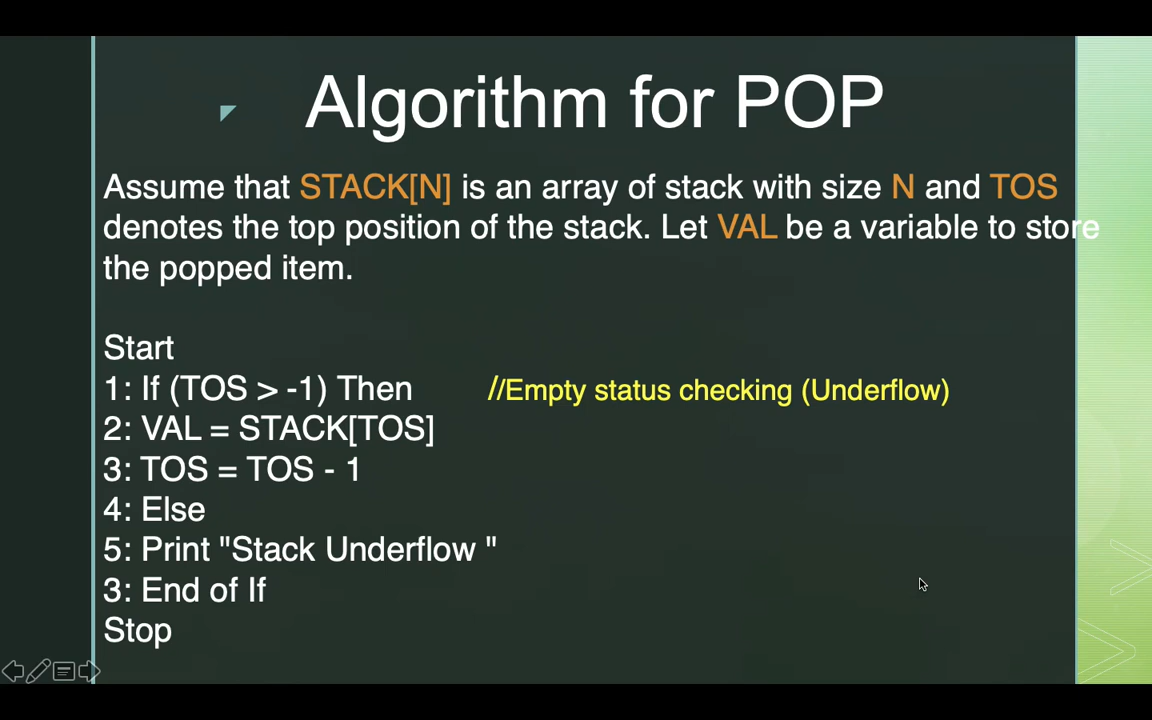 Algorithm for POP
Assume that STACK[N] is an array of stack with size N and TOS
denotes the top position of the stack. Let VAL be a variable to store
the popped item.
Start
1: If (TOS > -1) Then //Empty status checking (Underflow)
2: VAL = STACK[TOS]
3: TOS = TOS - 1
4: Else
5: Print "Stack Underflow "
3: End of If
Stop